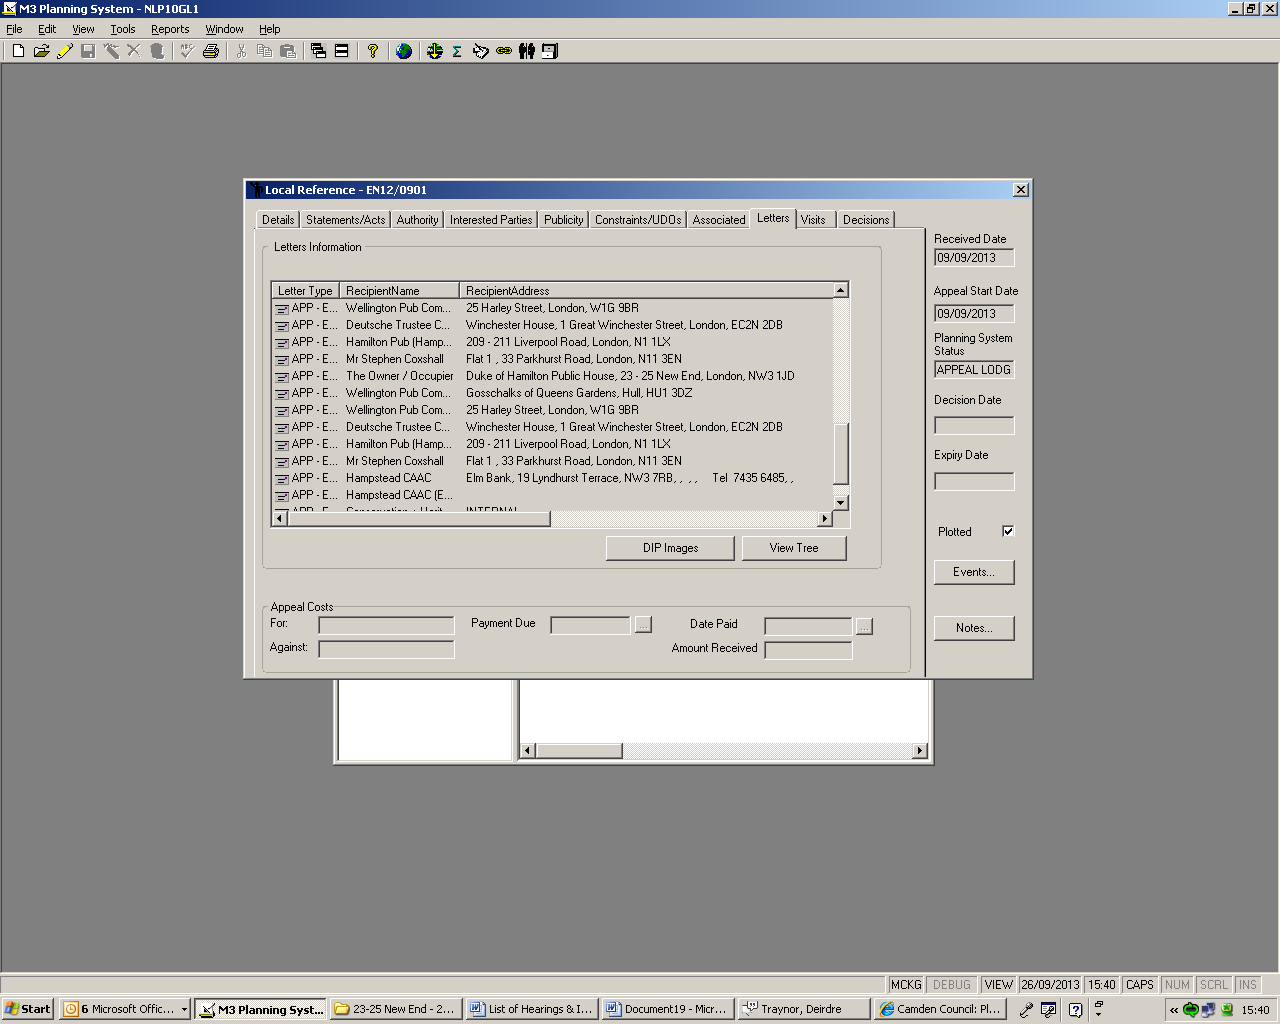 M3 Planning System - NLP10GL1
File Edit View Tools Reports Window Help
Local Reference - EN12/0901
Details Statements/Acts Authority Interested Parties Publicity Constraints/UDOs Associated Letters Visits Decisions
Letters Information
Letter Type RecipientName RecipientAddress
APP - E... Wellington Pub Com... 25 Harley Street, London, W1G 9BR
APP - E... Deutsche Trustee C... Winchester House, 1 Great Winchester Street, London, EC2N 2DB
APP - E... Hamilton Pub (Hamp... 209 - 211 Liverpool Road, London, N1 1LX
APP - E... Mr Stephen Coxshall Flat 1 , 33 Parkhurst Road, London, N11 3EN
APP - E... The Owner / Occupier Duke of Hamilton Public House, 23 - 25 New End, London, NW3 1JD
APP - E... Wellington Pub Com... Gosschalks of Queens Gardens, Hull, HU1 3DZ
APP - E... Wellington Pub Com... 25 Harley Street, London, W1G 9BR
APP - E... Deutsche Trustee C... Winchester House, 1 Great Winchester Street, London, EC2N 2DB
APP - E... Hamilton Pub (Hamp... 209 - 211 Liverpool Road, London, N1 1LX
APP - E... Mr Stephen Coxshall Flat 1 , 33 Parkhurst Road, London, N11 3EN
APP - E... Hampstead CAAC Elm Bank, 19 Lyndhurst Terrace, NW3 7RB, , , , Tel 7435 6485, ,
APP - E... Hampstead CAAC (E...
INTERNAL
DIP Images View Tree
Appeal Costs
For: Payment Due ... Date Paid ...
Against: Amount Received
Received Date
09/09/2013
Appeal Start Date
09/09/2013
Planning System
Status
APPEAL LODG
Decision Date
Expiry Date
Plotted
Events...
Notes...
MCKG DEBUG VIEW 26/09/2013 15:40 CAPS NUM SCRL INS
Start 6 Microsoft Offic... M3 Planning Syst... 23-25 New End - 2... List of Hearings & I... Document19 - Micr... Traynor, Deirdre Camden Council: Pl... 15:40